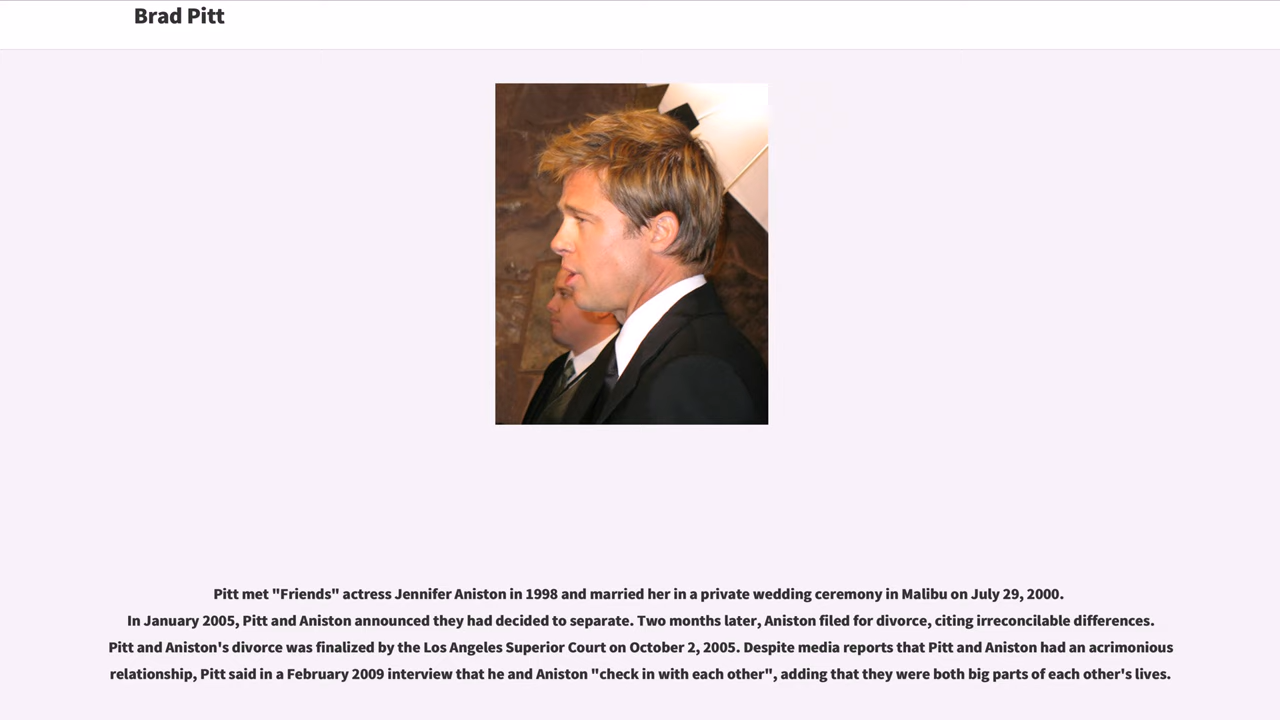 Brad Pitt
Pitt met "Friends" actress Jennifer Aniston in 1998 and married her in a private wedding ceremony in Malibu on July 29, 2000.
In January 2005, Pitt and Aniston announced they had decided to separate. Two months later, Aniston filed for divorce, citing irreconcilable differences.
Pitt and Aniston's divorce was finalized by the Los Angeles Superior Court on October 2, 2005. Despite media reports that Pitt and Aniston had an acrimonious
relationship, Pitt said in a February 2009 interview that he and Aniston "check in with each other", adding that they were both big parts of each other's lives.